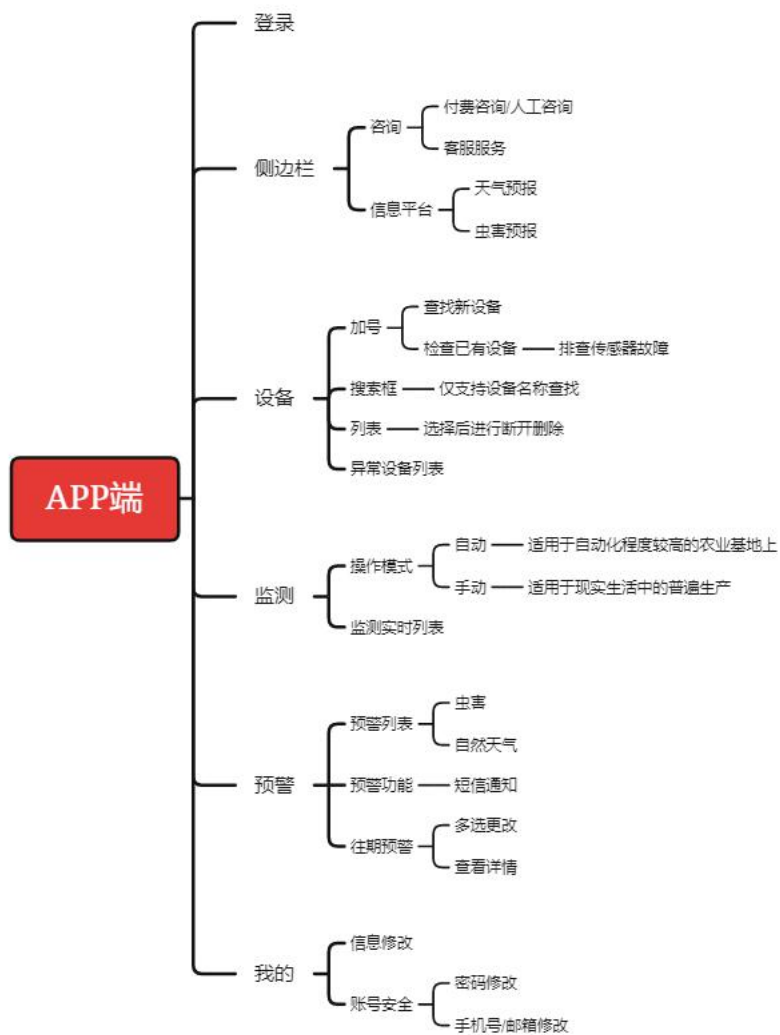 APP端
登录
侧边栏
咨询
付费咨询/人工咨询
客服服务
信息平台
天气预报
虫害预报
设备
加号
查找新设备
检查已有设备
排查传感器故障
搜索框
仅支持设备名称查找
列表
选择后进行断开删除
异常设备列表
监测
操作模式
自动
适用于自动化程度较高的农业基地上
手动
适用于现实生活中的普遍生产
监测实时列表
预警
预警列表
虫害
自然天气
预警功能
短信通知
往期预警
多选更改
查看详情
我的
信息修改
账号安全
密码修改
手机号/邮箱修改